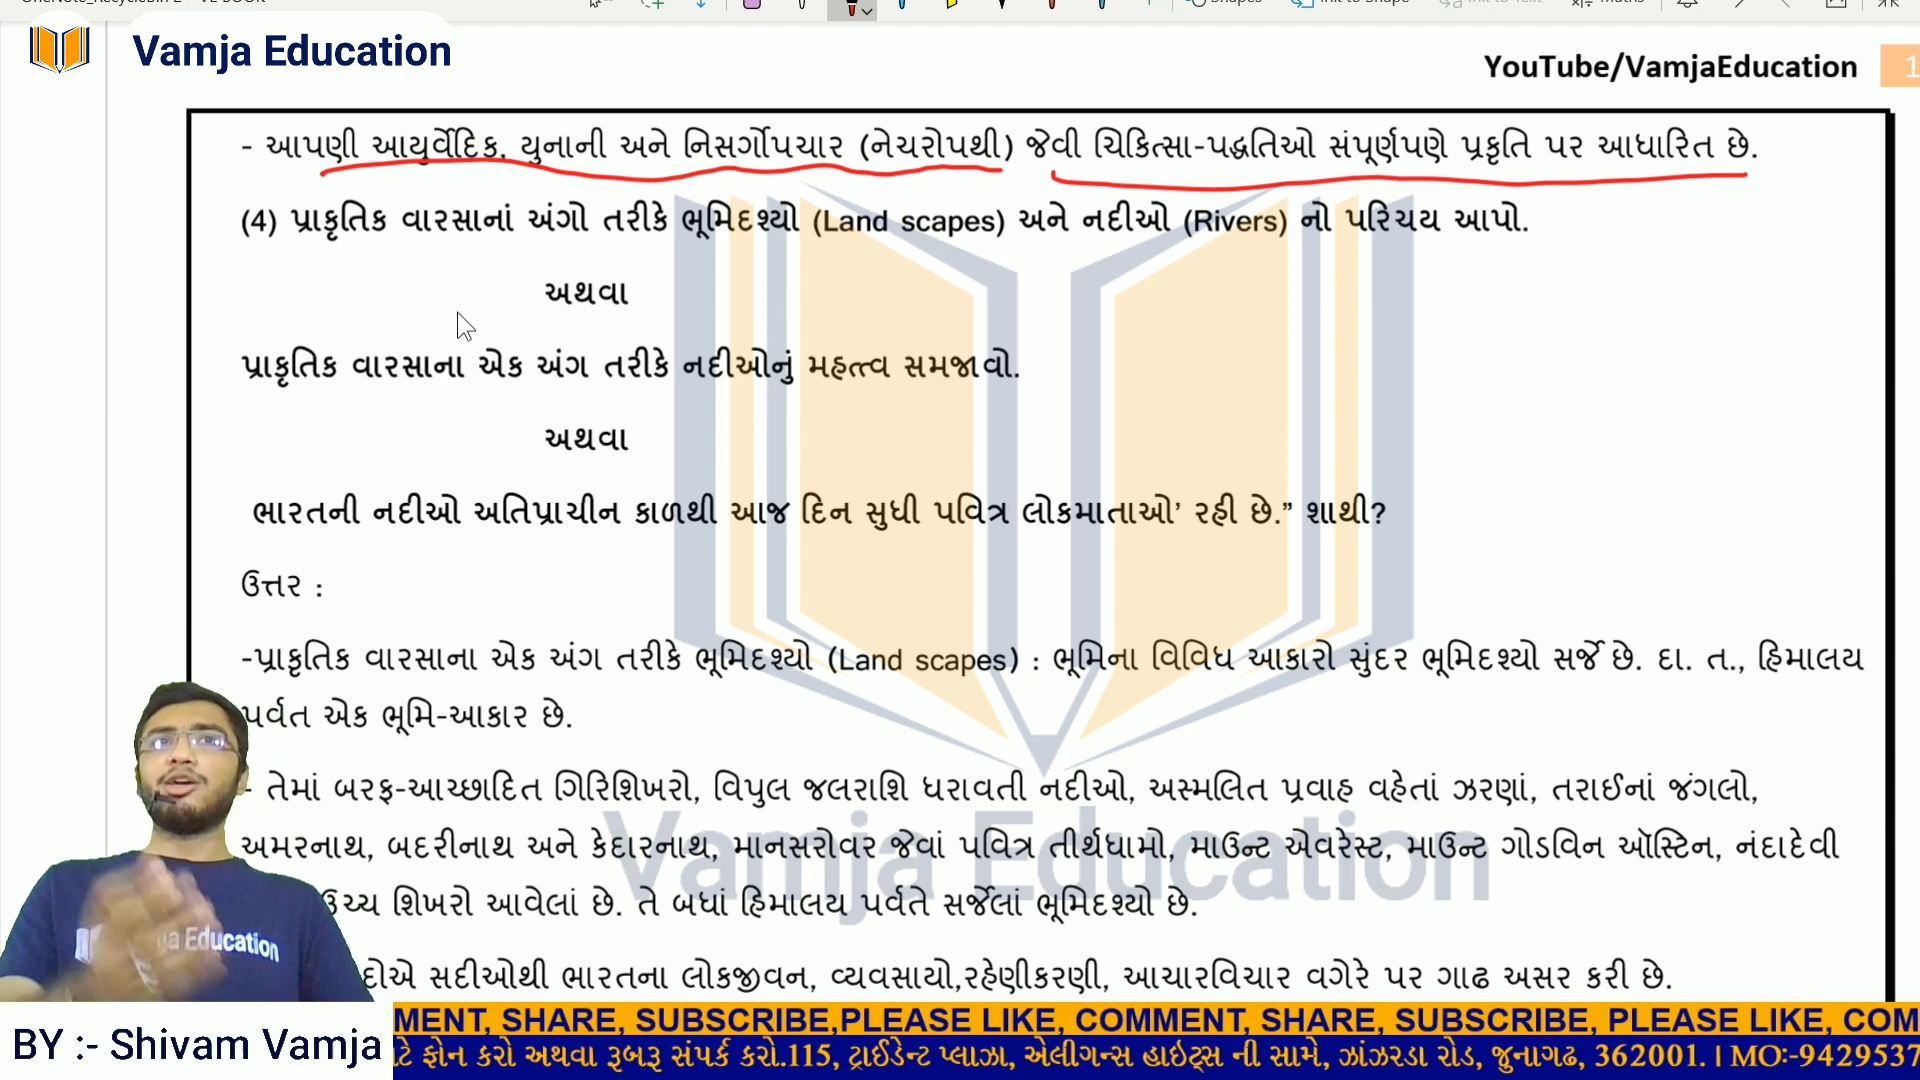 Vamja Education
YouTube/VamjaEducation
- આપણી આયુર્વેદિક, યુનાની અને નિસર્ગોપચાર (નેચરોપથી) જેવી ચિકિત્સા-પદ્ધતિઓ સંપૂર્ણપણે પ્રકૃતિ પર આધારિત છે.
(4) પ્રાકૃતિક વારસાનાં અંગો તરીકે ભૂમિદશ્યો (Land scapes) અને નદીઓ (Rivers) નો પરિચય આપો.
અથવા
પ્રાકૃતિક વારસાના એક અંગ તરીકે નદીઓનું મહત્ત્વ સમજાવો.
અથવા
ભારતની નદીઓ અતિપ્રાચીન કાળથી આજ દિન સુધી પવિત્ર લોકમાતાઓ’ રહી છે.” શાથી?
ઉત્તર :
-પ્રાકૃતિક વારસાના એક અંગ તરીકે ભૂમિદશ્યો (Land scapes) : ભૂમિના વિવિધ આકારો સુંદર ભૂમિદશ્યો સર્જે છે. દા. ત., હિમાલય
પર્વત એક ભૂમિ-આકાર છે.
- તેમાં બરફ-આચ્છાદિત ગિરિશિખરો, વિપુલ જલરાશિ ધરાવતી નદીઓ, અસ્મલિત પ્રવાહ વહેતાં ઝરણાં, તરાઈનાં જંગલો,
અમરનાથ, બદરીનાથ અને કેદારનાથ, માનસરોવર જેવાં પવિત્ર તીર્થધામો, માઉન્ટ એવરેસ્ટ, માઉન્ટ ગોડવિન ઑસ્ટિન, નંદાદેવી
ઉચ્ચ શિખરો આવેલાં છે. તે બધાં હિમાલય પર્વતે સર્જેલાં ભૂમિદશ્યો છે.
સદીઓથી ભારતના લોકજીવન, વ્યવસાયો,રહેણીકરણી, આચારવિચાર વગેરે પર ગાઢ અસર કરી છે.
Vamja Education
Education
MENT, SHARE, SUBSCRIBE,PLEASE LIKE, COMMENT, SHARE, SUBSCRIBE, PLEASE LIKE, COM
BY :- Shivam Vamja
ટે ફોન કરો અથવા રૂબરૂ સંપર્ક કરો.115, ટ્રાઈડેન્ટ પ્લાઝા, એલીગન્સ હાઇટ્સ ની સામે, ઝાંઝરડા રોડ, જુનાગઢ, 362001. | MO:-9429537